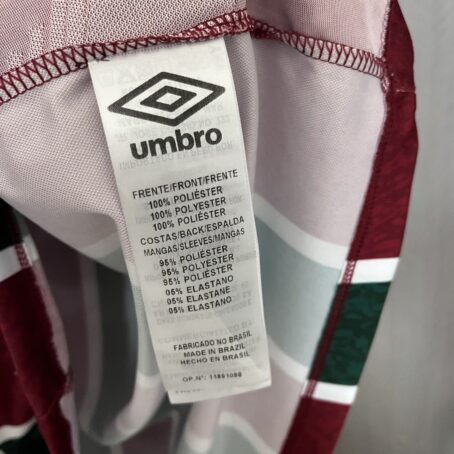 umbro
FRENTE/FRONT/FRENTE
100% POLIÉSTER
100% POLYESTER
100% POLIÉSTER
COSTAS/BACK/ESPALDA
MANGAS/SLEEVES/MANGAS
95% POLIÉSTER
95% POLYESTER
95% POLIÉSTER
05% ELASTANO
05% ELASTANE
05% ELASTANO
FABRICADO NO BRASIL
MADE IN BRAZIL
HECHO EN BRASIL
OP.Nº: 11891088